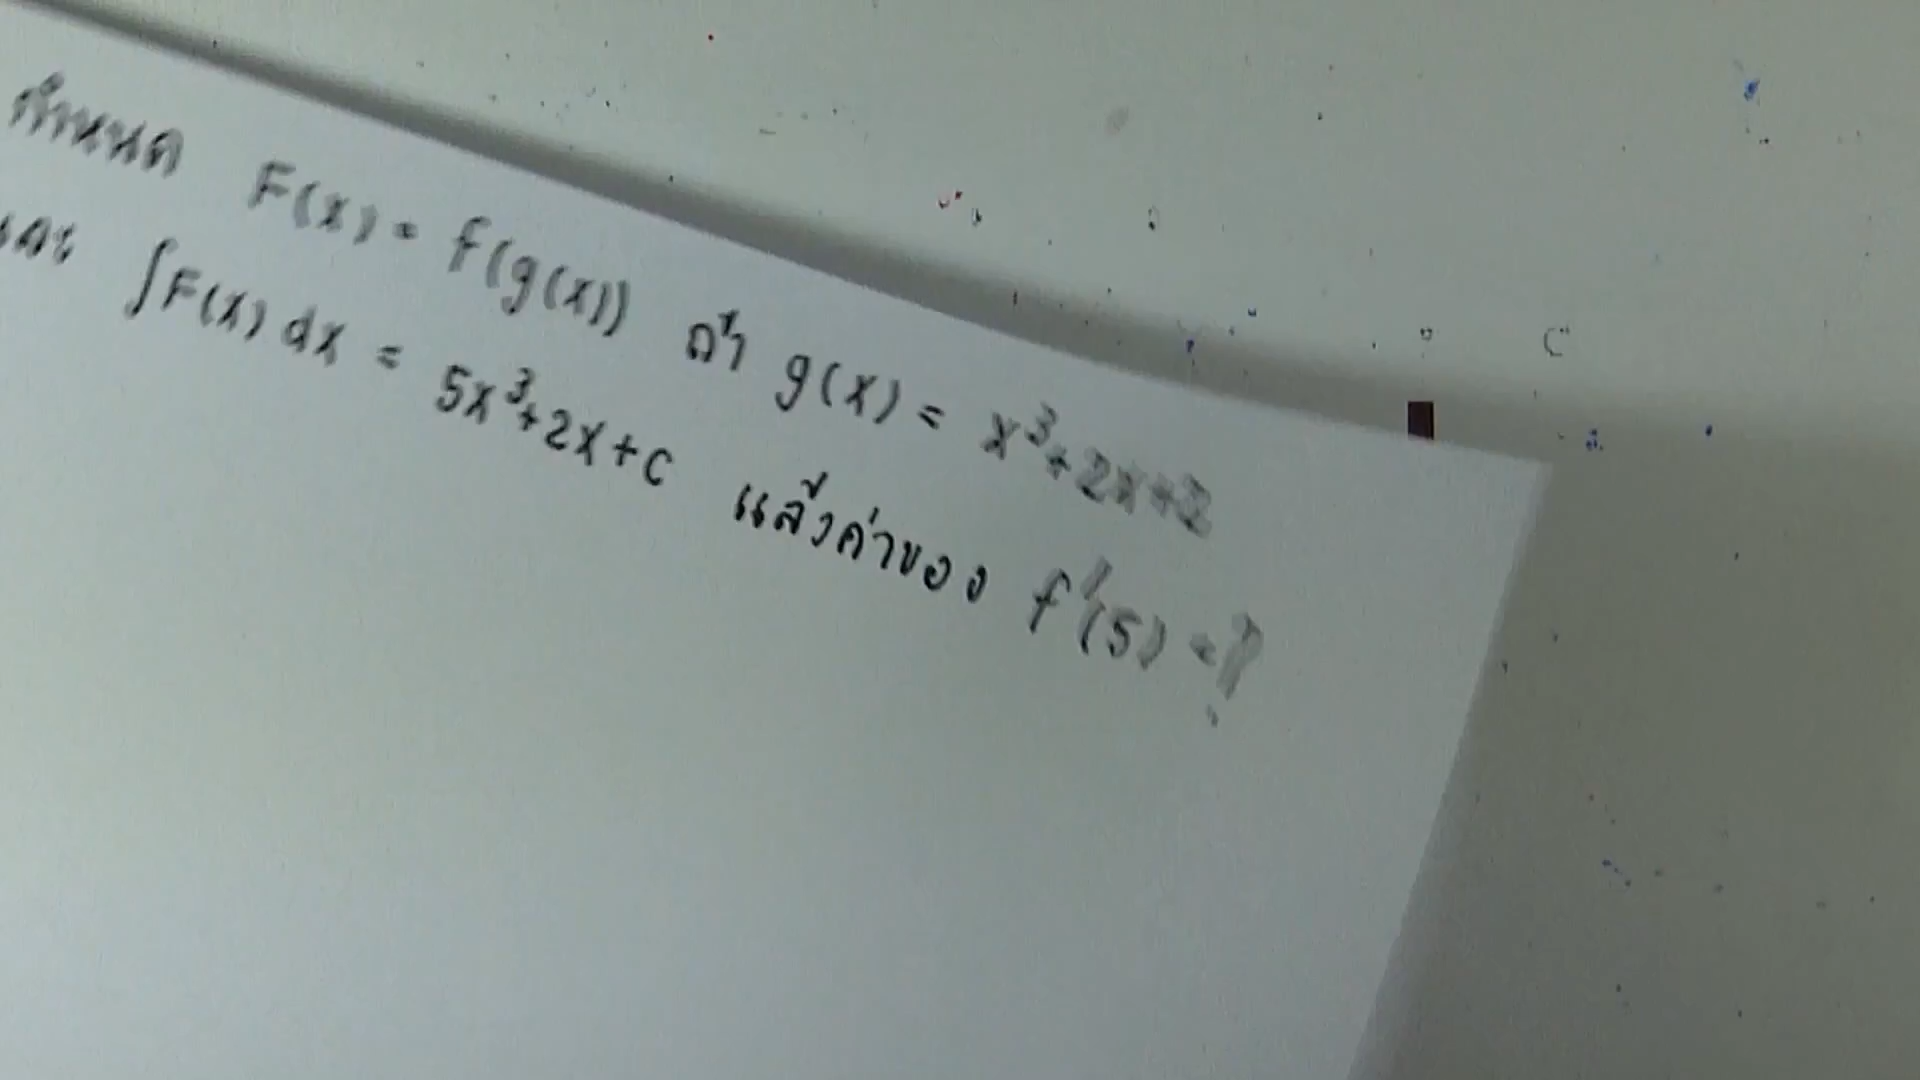 กำหนด F(x) = f(g(x)) ถ้า g(x) = x³+2x+2
และ ∫F(x) dx = 5x³+2x+c แล้วค่าของ f'(5) = ?